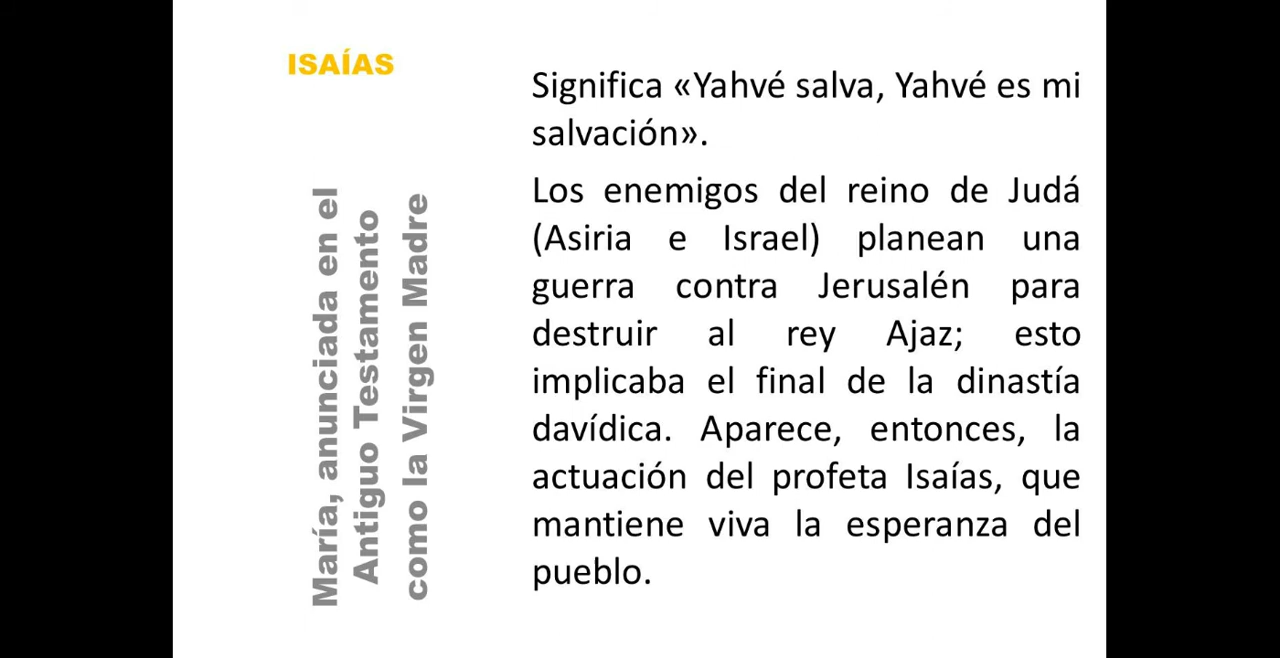 ISAÍAS
María, anunciada en el
Antiguo Testamento
como la Virgen Madre
Significa «Yahvé salva, Yahvé es mi
salvación».
Los enemigos del reino de Judá
(Asiria e Israel) planean una
guerra contra Jerusalén para
destruir al rey Ajaz; esto
implicaba el final de la dinastía
davídica. Aparece, entonces, la
actuación del profeta Isaías, que
mantiene viva la esperanza del
pueblo.